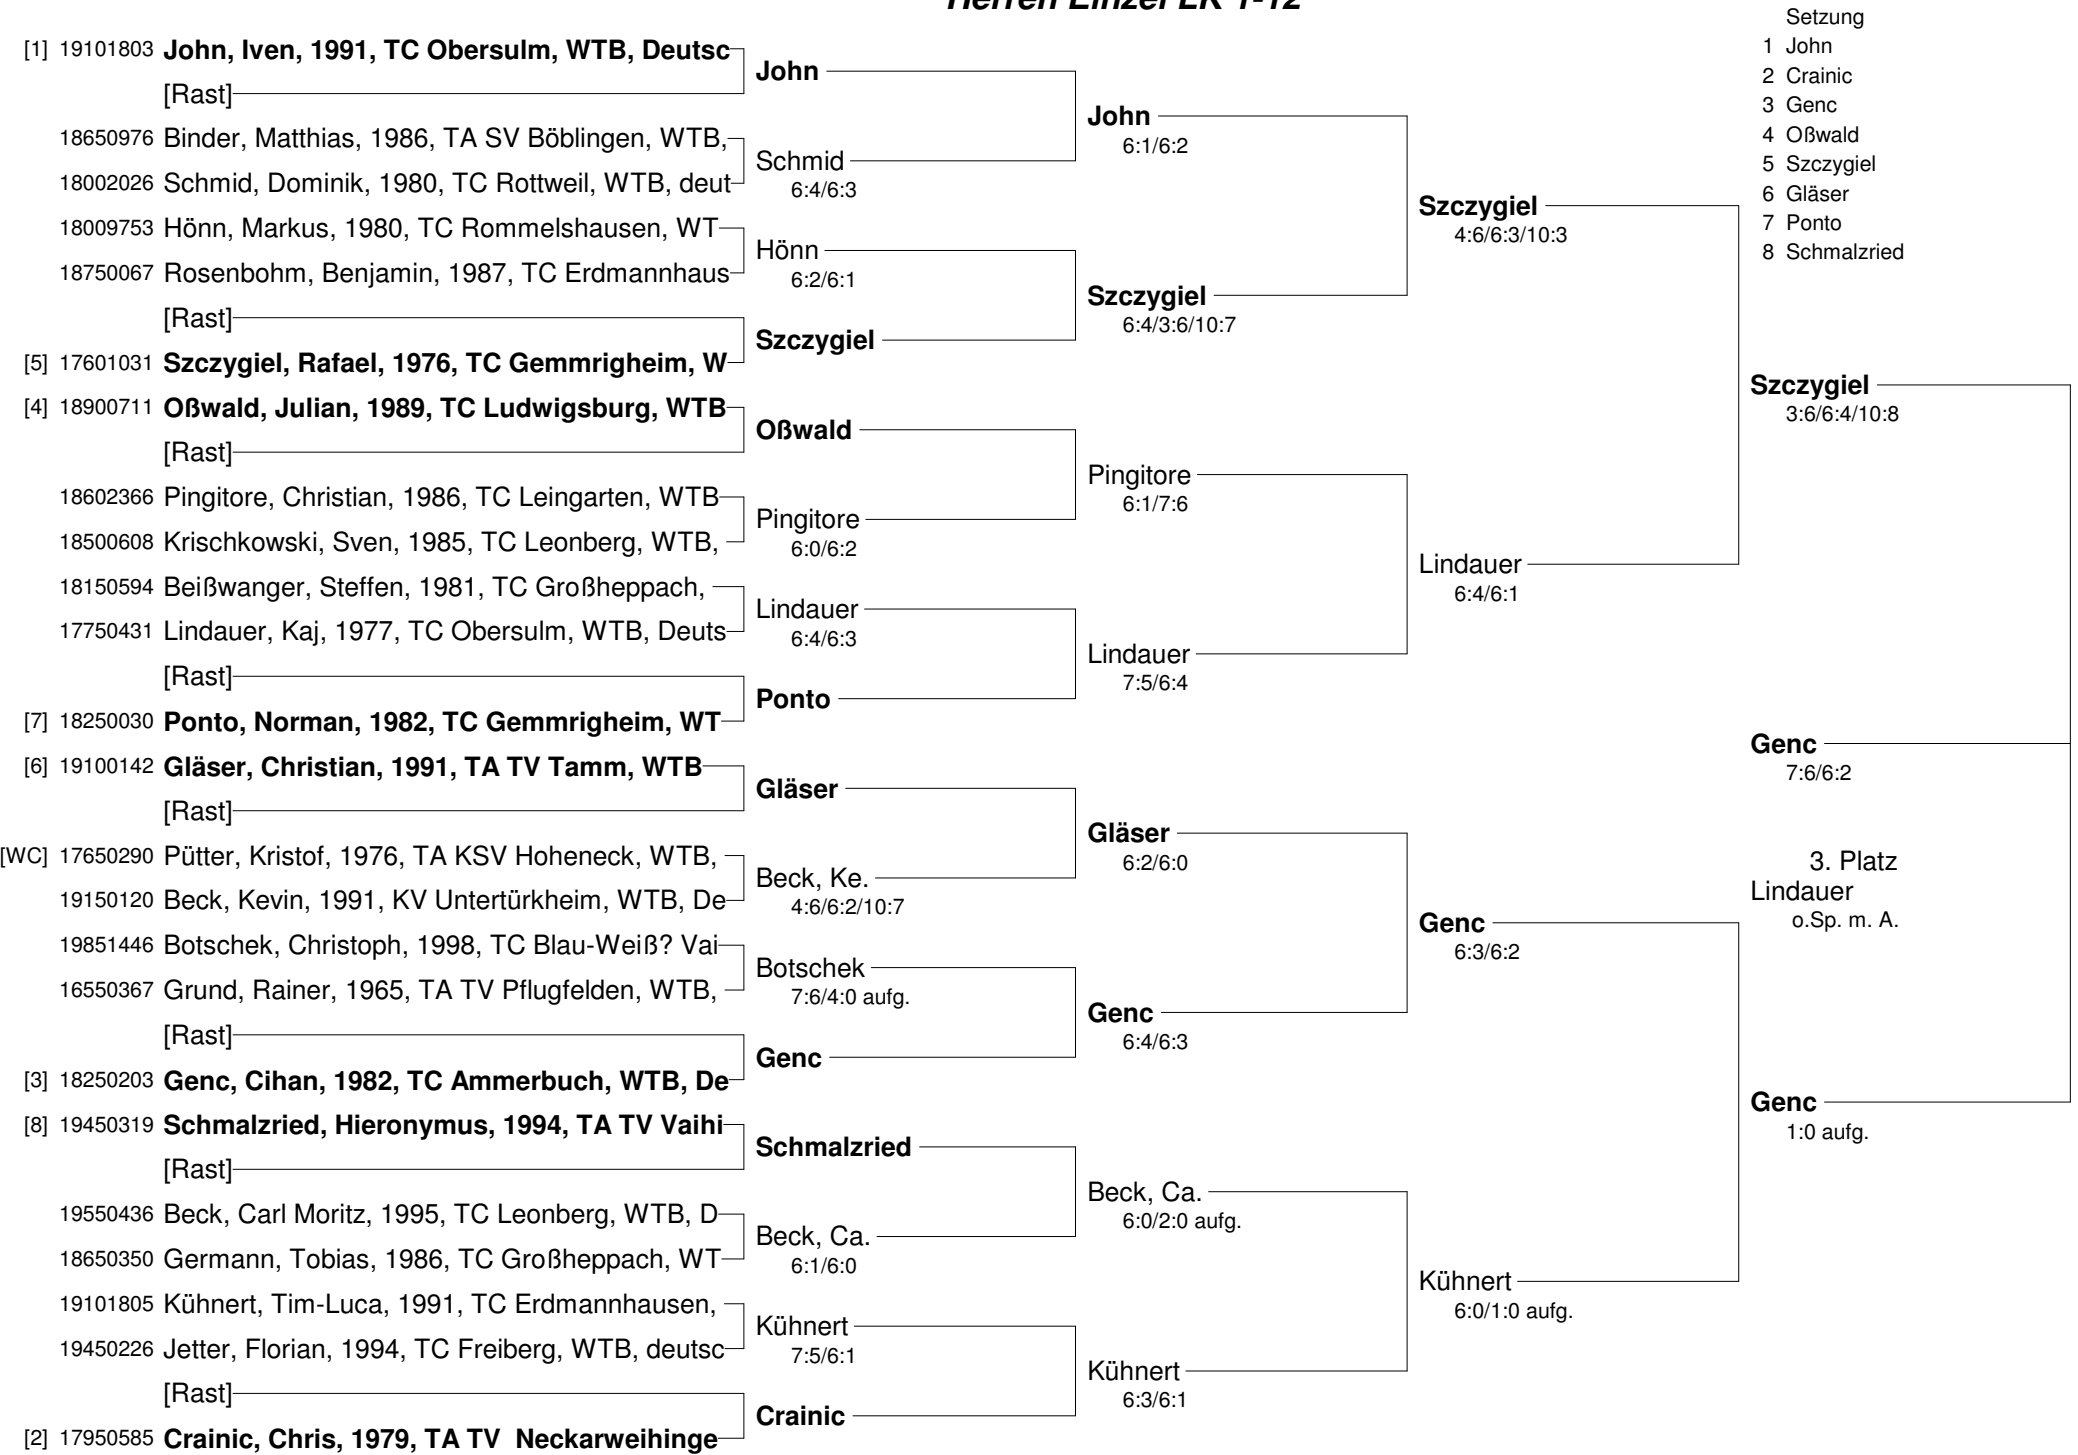 Herren Einzel LK 1-12
Setzung
1 John
2 Crainic
3 Genc
4 Oßwald
5 Szczygiel
6 Gläser
7 Ponto
8 Schmalzried
[1] 19101803 John, Iven, 1991, TC Obersulm, WTB, Deutsc
[Rast]
18650976 Binder, Matthias, 1986, TA SV Böblingen, WTB,
18002026 Schmid, Dominik, 1980, TC Rottweil, WTB, deut
18009753 Hönn, Markus, 1980, TC Rommelshausen, WT
18750067 Rosenbohm, Benjamin, 1987, TC Erdmannhaus
[Rast]
[5] 17601031 Szczygiel, Rafael, 1976, TC Gemmrigheim, W
[4] 18900711 Oßwald, Julian, 1989, TC Ludwigsburg, WTB
[Rast]
18602366 Pingitore, Christian, 1986, TC Leingarten, WTB
18500608 Krischkowski, Sven, 1985, TC Leonberg, WTB,
18150594 Beißwanger, Steffen, 1981, TC Großheppach,
17750431 Lindauer, Kaj, 1977, TC Obersulm, WTB, Deuts
[Rast]
[7] 18250030 Ponto, Norman, 1982, TC Gemmrigheim, WT
[6] 19100142 Gläser, Christian, 1991, TA TV Tamm, WTB
[Rast]
[WC] 17650290 Pütter, Kristof, 1976, TA KSV Hoheneck, WTB,
19150120 Beck, Kevin, 1991, KV Untertürkheim, WTB, De
19851446 Botschek, Christoph, 1998, TC Blau-Weiß? Vai
16550367 Grund, Rainer, 1965, TA TV Pflugfelden, WTB,
[Rast]
[3] 18250203 Genc, Cihan, 1982, TC Ammerbuch, WTB, De
[8] 19450319 Schmalzried, Hieronymus, 1994, TA TV Vaihi
[Rast]
19550436 Beck, Carl Moritz, 1995, TC Leonberg, WTB, D
18650350 Germann, Tobias, 1986, TC Großheppach, WT
19101805 Kühnert, Tim-Luca, 1991, TC Erdmannhausen,
19450226 Jetter, Florian, 1994, TC Freiberg, WTB, deutsc
[Rast]
[2] 17950585 Crainic, Chris, 1979, TA TV Neckarweihinge
John
Schmid
6:4/6:3
Hönn
6:2/6:1
Szczygiel
Oßwald
Pingitore
6:0/6:2
Lindauer
6:4/6:3
Ponto
Gläser
Beck, Ke.
4:6/6:2/10:7
Botschek
7:6/4:0 aufg.
Genc
Schmalzried
Beck, Ca.
6:1/6:0
Kühnert
7:5/6:1
Crainic
John
6:1/6:2
Szczygiel
6:4/3:6/10:7
Pingitore
6:1/7:6
Lindauer
7:5/6:4
Gläser
6:2/6:0
Genc
6:4/6:3
Beck, Ca.
6:0/2:0 aufg.
Kühnert
6:3/6:1
Szczygiel
4:6/6:3/10:3
Lindauer
6:4/6:1
Genc
6:3/6:2
Kühnert
6:0/1:0 aufg.
Szczygiel
3:6/6:4/10:8
Genc
7:6/6:2
3. Platz
Lindauer
o.Sp. m. A.
Genc
1:0 aufg.